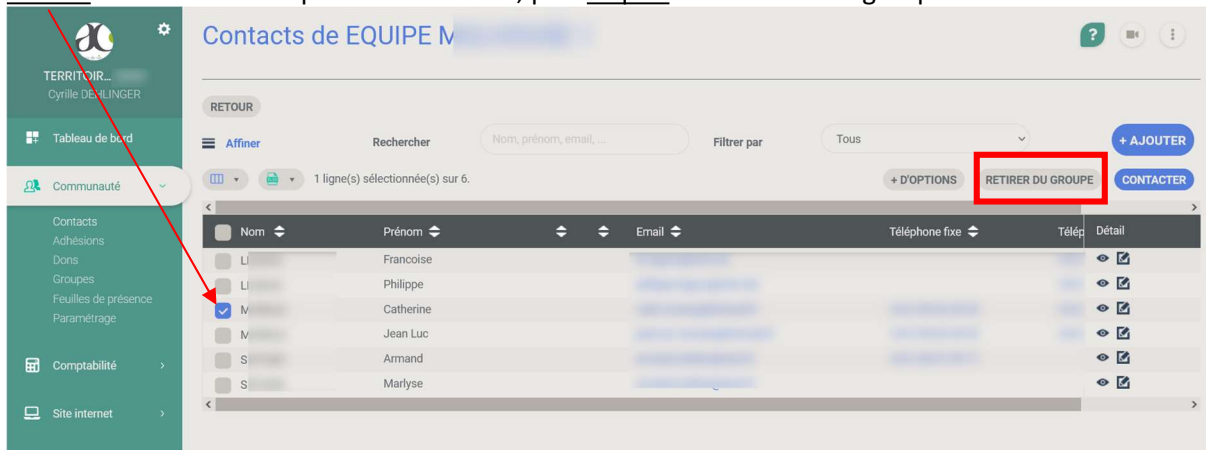 Contacts de EQUIPE M
?
TERRITOIR...
Cyrille DEHLINGER
RETOUR
Tableau de bord
Affiner Rechercher Nom, prénom, email, ... Filtrer par Tous + AJOUTER
Communauté
1 ligne(s) sélectionnée(s) sur 6. + D'OPTIONS RETIRER DU GROUPE CONTACTER
Contacts
Adhésions
Dons
Groupes
Feuilles de présence
Paramétrage
Comptabilité
Site internet
Nom Prénom Email Téléphone fixe Télép Détail
Francoise
Philippe
M Catherine
M Jean Luc
S Armand
S Marlyse